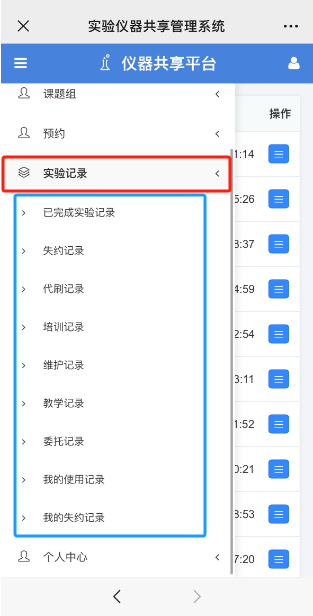 实验仪器共享管理系统
仪器共享平台
课题组
操作
预约
1:14
实验记录
已完成实验记录
5:26
失约记录
3:37
代刷记录
4:59
培训记录
2:54
维护记录
3:11
教学记录
1:52
委托记录
0:21
我的使用记录
我的失约记录
8:53
个人中心
7:20